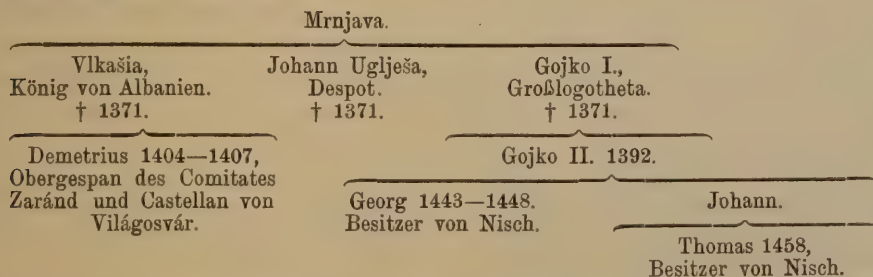 Mrnjava.
Vlkašia,
König von Albanien.
† 1371.
Johann Uglješa,
Despot.
† 1371.
Gojko I.,
Großlogotheta.
† 1371.
Demetrius 1404—1407,
Obergespan des Comitates
Zaránd und Castellan von
Világosvár.
Gojko II. 1392.
Georg 1443—1448.
Besitzer von Nisch.
Johann.
Thomas 1458,
Besitzer von Nisch.